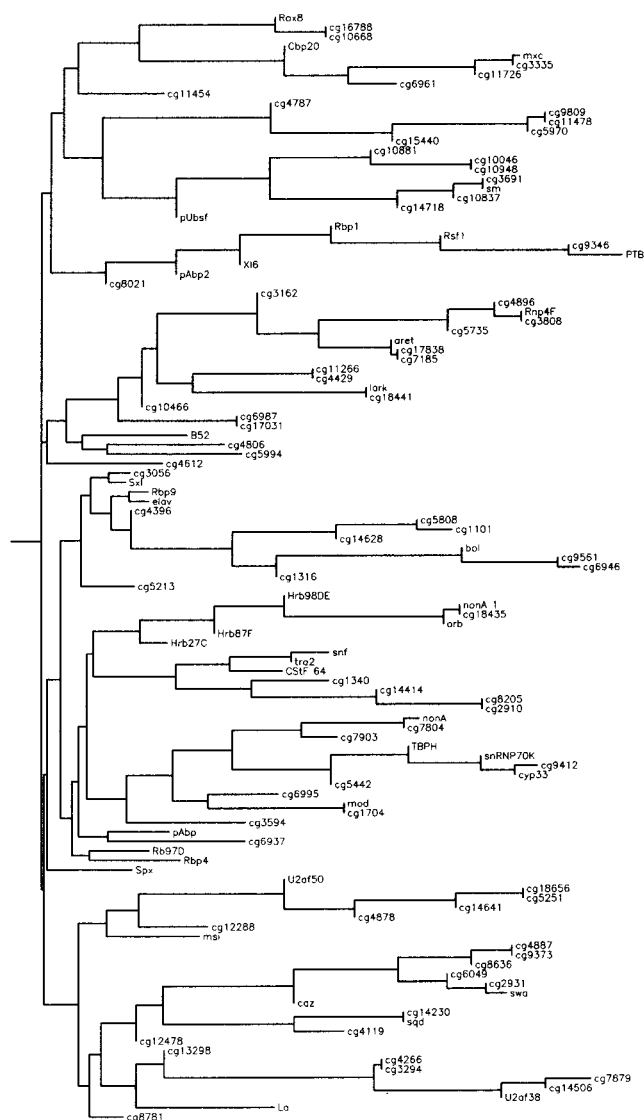 Rox8
cg16788
cg10668
Cbp20
mxc
cg3335
cg11726
cg6961
cg11454
cg4787
cg9809
cg11478
cg5970
cg15440
cg10881
cg10046
cg10948
cg3691
sm
cg10837
cg14718
pUbsf
Rbp1
Rsf1
cg9346
PTB
Xl6
pAbp2
cg8021
cg3162
cg4896
Rnp4F
cg3808
cg5735
aret
cg17838
cg7185
cg11266
cg4429
lark
cg18441
cg10466
cg6987
cg17031
B52
cg4806
cg5994
cg4612
cg3056
Sxl
Rbp9
elav
cg4396
cg5808
cg1101
cg14628
bol
cg9561
cg6946
cg1316
cg5213
Hrb98DE
nonA 1
cg18435
orb
Hrb87F
Hrb27C
snf
tra2
CStF 64
cg1340
cg14414
cg8205
cg2910
nonA
cg7804
cg7903
TBPH
snRNP70K
cg9412
cyp33
cg5442
cg6995
mod
cg1704
cg3594
pAbp
cg6937
Rb97D
Rbp4
Spx
U2af50
cg18656
cg5251
cg14641
cg4878
cg12288
msi
cg4887
cg9373
cg8636
cg6049
cg2931
swa
caz
cg14230
sqd
cg4119
cg12478
cg13298
cg4266
cg3294
cg7879
cg14506
U2af38
La
cg8781